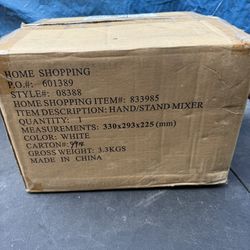 HOME SHOPPING
P.O.#: 601389
STYLE#: 08388
HOME SHOPPING ITEM#: 833985
ITEM DESCRIPTION: HAND/STAND MIXER
QUANTITY: 1
MEASUREMENTS: 330x293x225 (mm)
COLOR: WHITE
CARTON#:
GROSS WEIGHT: 3.3KGS
MADE IN CHINA